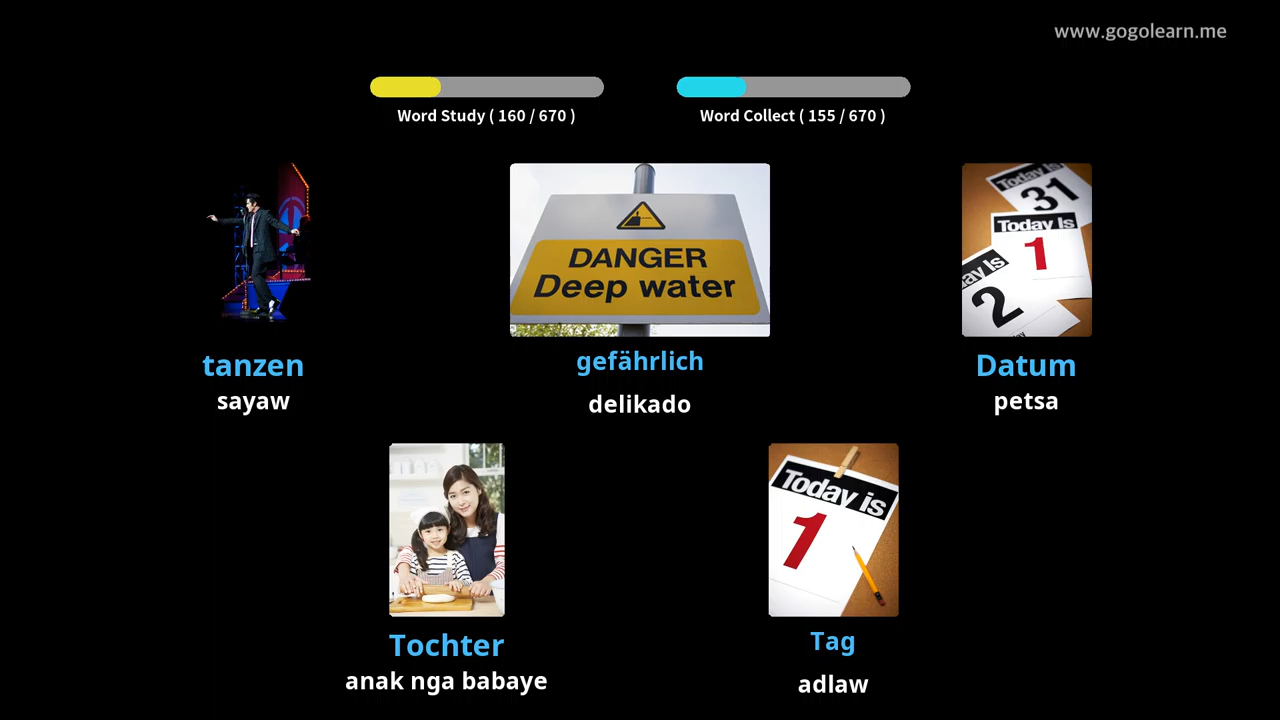 www.gogolearn.me
Word Study ( 160 / 670 )
Word Collect ( 155 / 670 )
DANGER
Deep water
Today Is
31
Today Is
1
ay Is
2
tanzen
sayaw
gefährlich
delikado
Datum
petsa
Today is
1
Tochter
anak nga babaye
Tag
adlaw